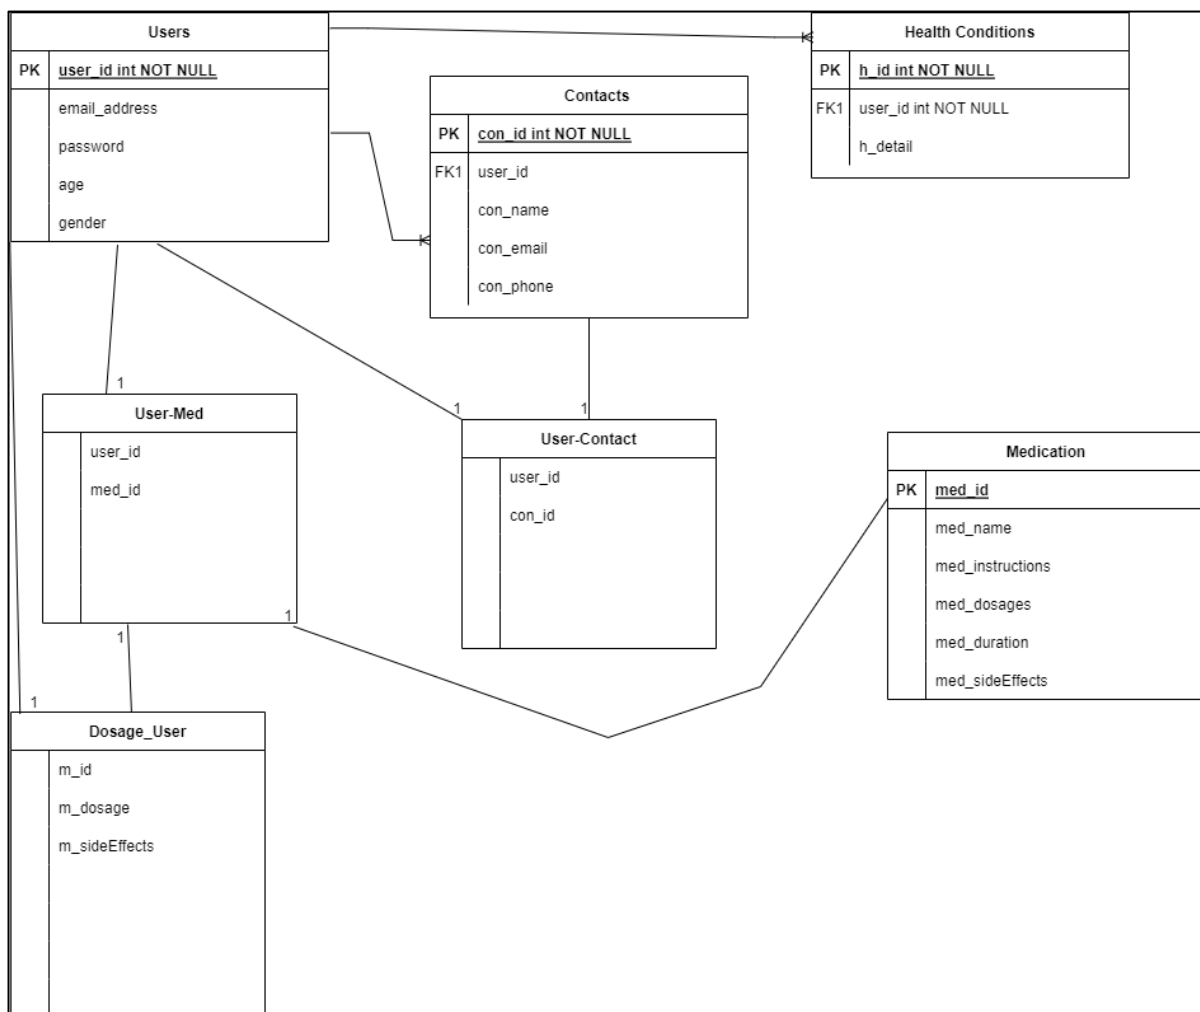 Users
PK user_id int NOT NULL
email_address
password
age
gender
Health Conditions
PK h_id int NOT NULL
FK1 user_id int NOT NULL
h_detail
Contacts
PK con_id int NOT NULL
FK1 user_id
con_name
con_email
con_phone
1
User-Med
user_id
med_id
1
1
1
1
User-Contact
user_id
con_id
Medication
PK med_id
med_name
med_instructions
med_dosages
med_duration
med_sideEffects
1
Dosage_User
m_id
m_dosage
m_sideEffects